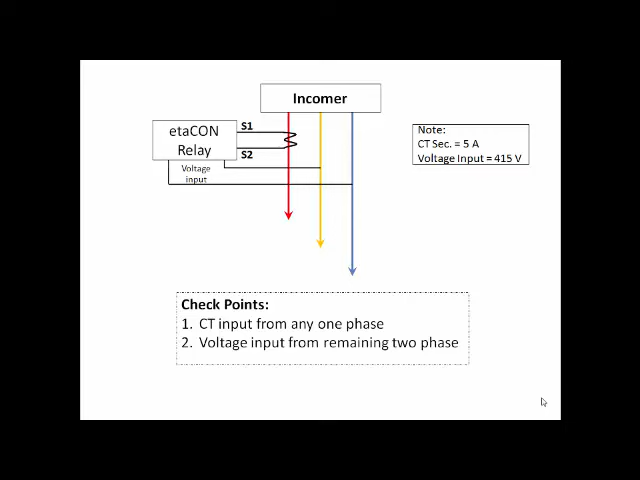 Incomer
etaCON
Relay
S1
S2
Voltage
input
Note:
CT Sec. = 5 A
Voltage Input = 415 V
Check Points:
1. CT input from any one phase
2. Voltage input from remaining two phase